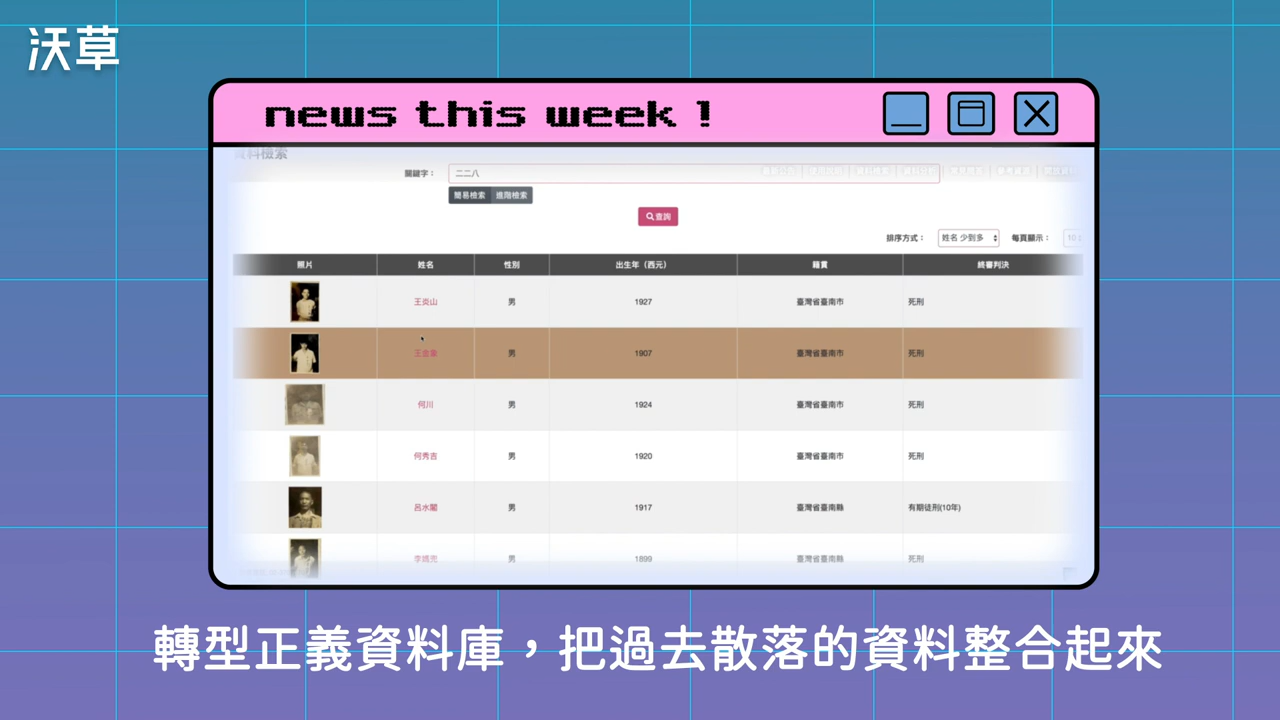 沃草
news this week !
資料檢索
關鍵字： 二二八
簡易檢索 進階檢索
查詢
排序方式： 姓名 少到多 每頁顯示： 10
照片 姓名 性別 出生年（西元） 籍貫 終審判決
王炎山 男 1927 臺灣省臺南市 死刑
男 1907 臺灣省臺南市 死刑
何川 男 1924 臺灣省臺南市 死刑
何秀吉 男 1920 臺灣省臺南市 死刑
呂水閣 男 1917 臺灣省臺南縣 有期徒刑(10年)
李媽兜 男 1899 臺灣省臺南縣 死刑
轉型正義資料庫，把過去散落的資料整合起來